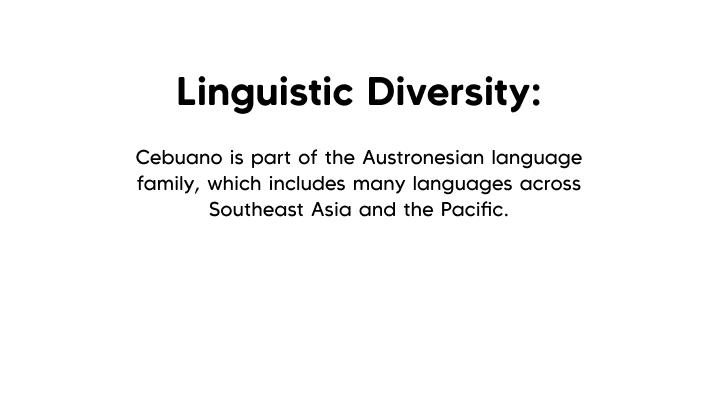 Linguistic Diversity:
Cebuano is part of the Austronesian language
family, which includes many languages across
Southeast Asia and the Pacific.